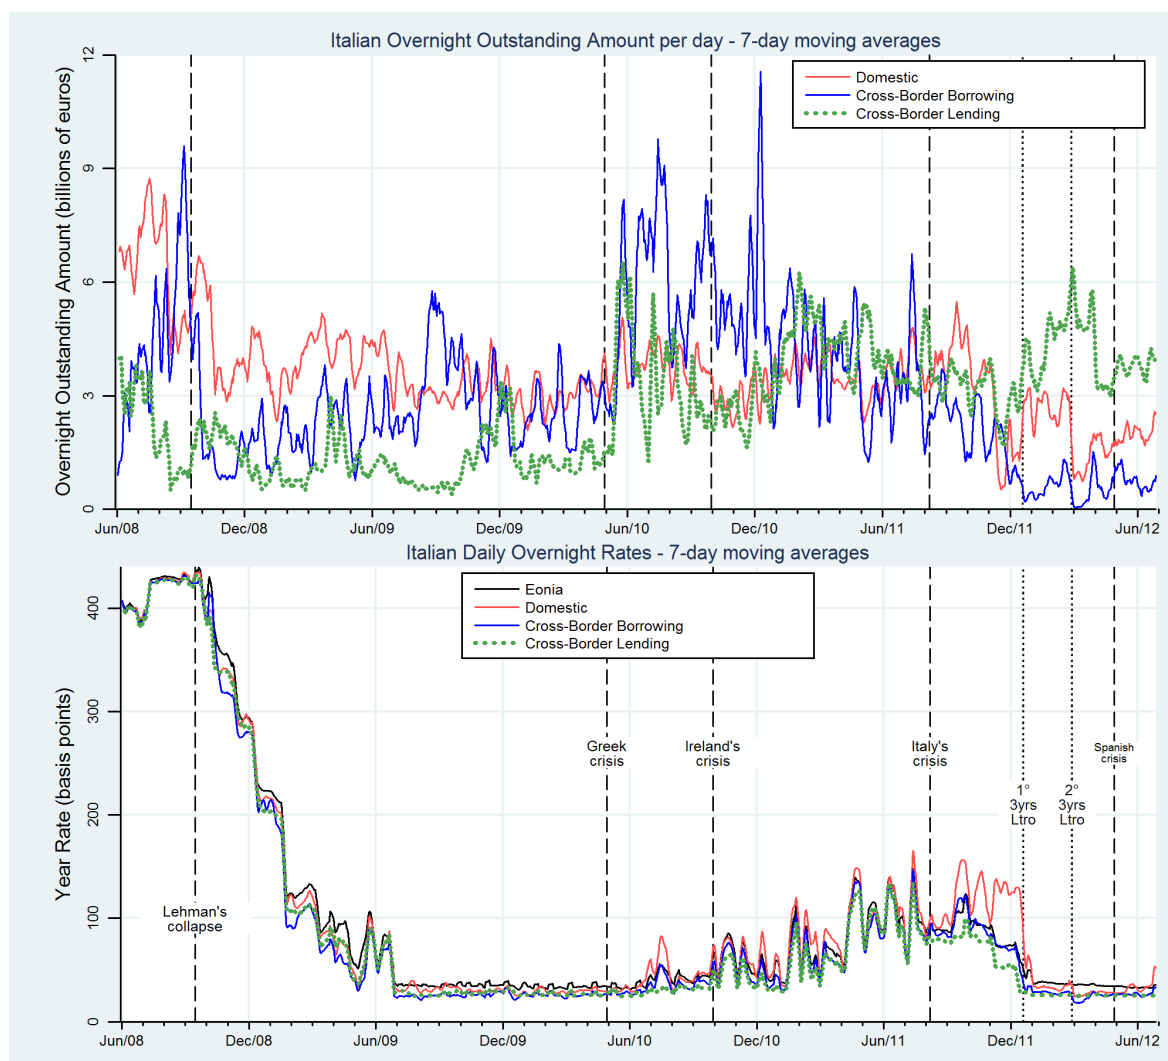 Italian Overnight Outstanding Amount per day - 7-day moving averages
Overnight Outstanding Amount (billions of euros)
12
9
6
3
0
Domestic
Cross-Border Borrowing
Cross-Border Lending
Jun/08 Dec/08 Jun/09 Dec/09 Jun/10 Dec/10 Jun/11 Dec/11 Jun/12
Italian Daily Overnight Rates - 7-day moving averages
Year Rate (basis points)
400
300
200
100
0
Eonia
Domestic
Cross-Border Borrowing
Cross-Border Lending
Lehman's
collapse
Greek
crisis
Ireland's
crisis
Italy's
crisis
1°
3yrs
Ltro
2°
3yrs
Ltro
Spanish
crisis
Jun/08 Dec/08 Jun/09 Dec/09 Jun/10 Dec/10 Jun/11 Dec/11 Jun/12